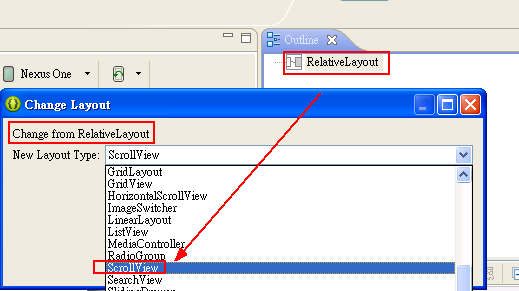 Outline
RelativeLayout
Nexus One
Change Layout
Change from RelativeLayout
New Layout Type: ScrollView
GridLayout
GridView
HorizontalScrollView
ImageSwitcher
LinearLayout
ListView
MediaController
RadioGroup
ScrollView
SearchView
SlidingDrawer